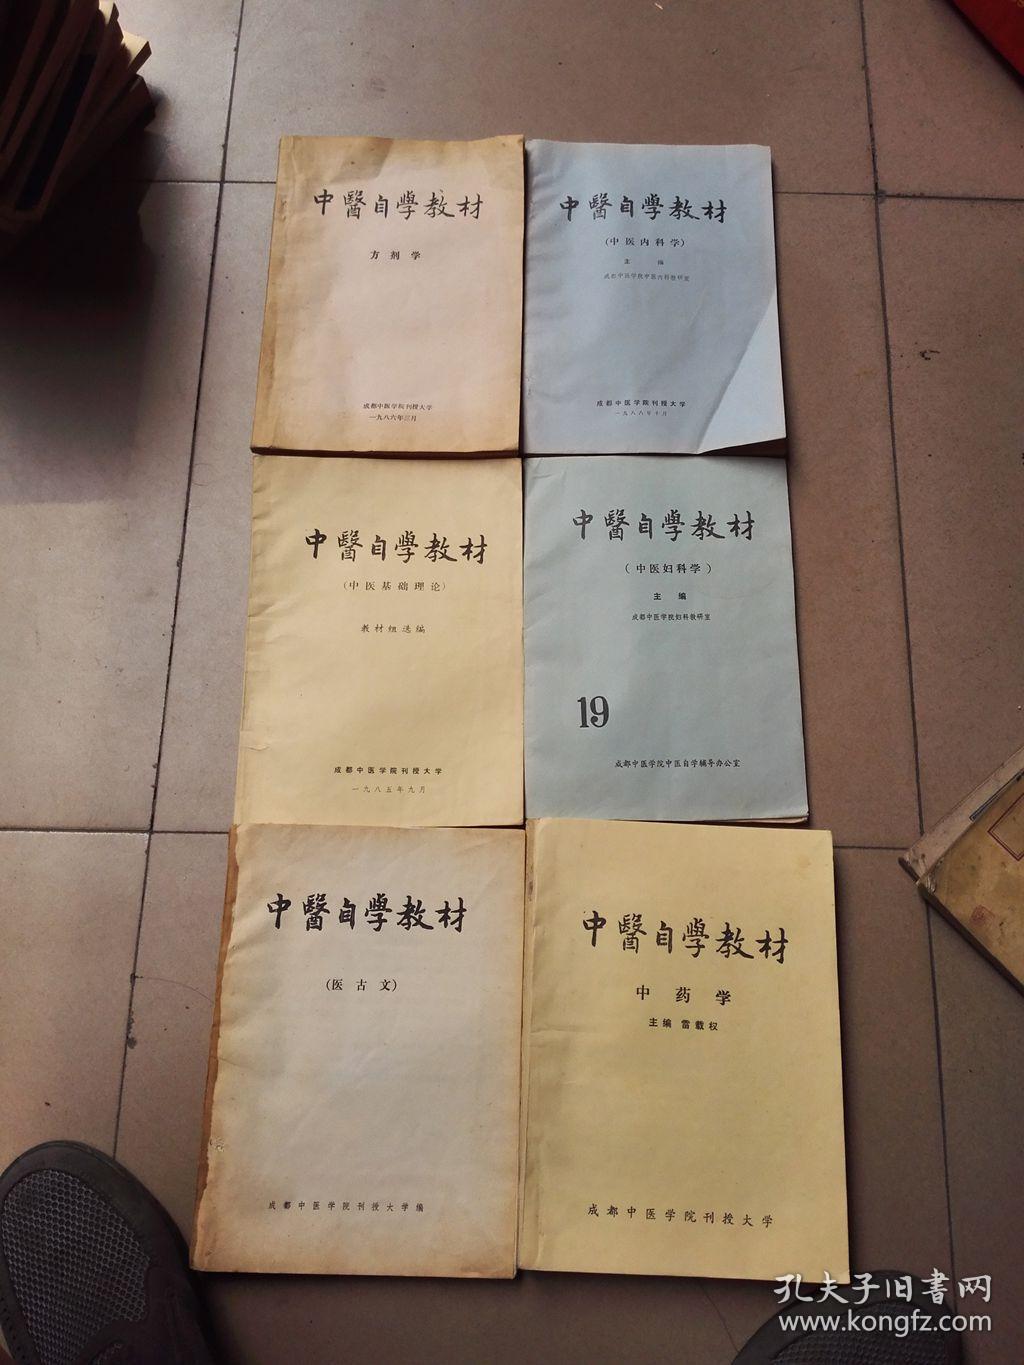 中醫自學教材
方剂学
成都中医学院刊授大学
一九八六年三月
中醫自學教材
(中医内科学)
主编
成都中医学院中医内科教研室
成都中医学院刊授大学
一九八八年十月
中醫自學教材
(中医基础理论)
教材组选编
成都中医学院刊授大学
一九八五年九月
中醫自學教材
(中医妇科学)
主编
成都中医学院妇科教研室
19
成都中医学院中医自学辅导办公室
中醫自學教材
(医古文)
成都中医学院刊授大学编
中醫自學教材
中药学
主编 雷载权
成都中医学院刊授大学
孔夫子旧书网
www.kongfz.com